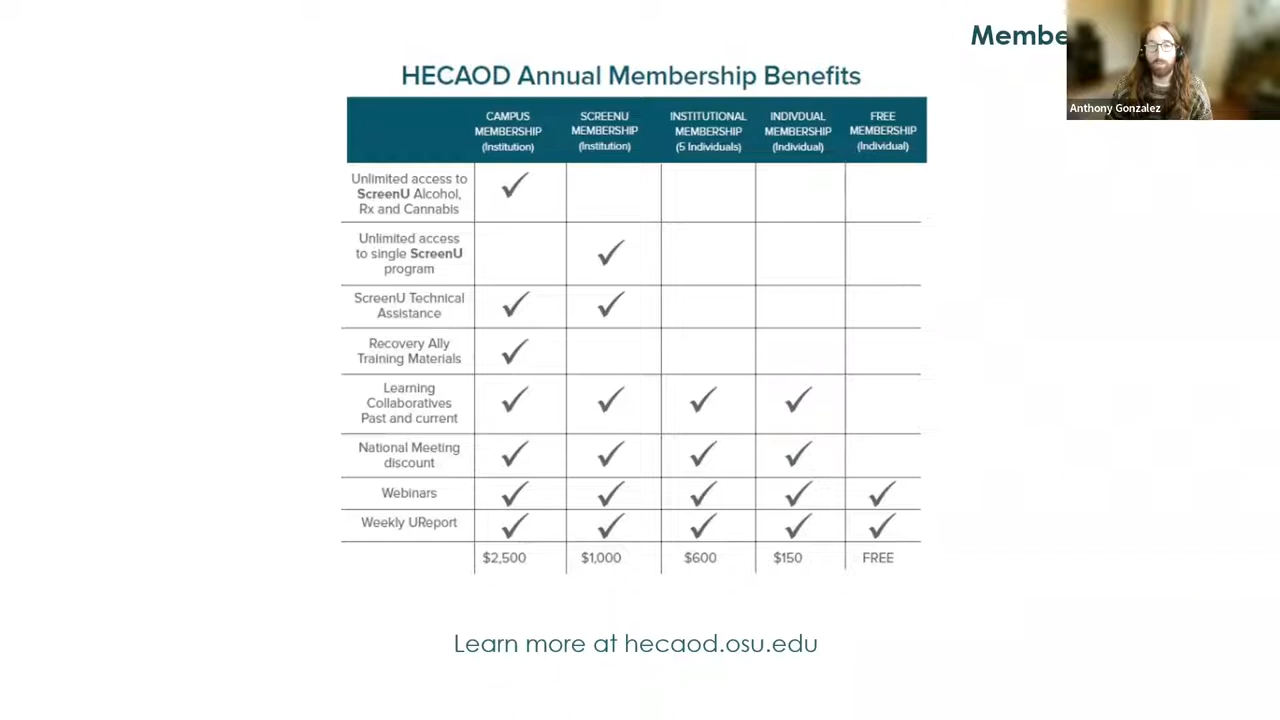 Membe
Anthony Gonzalez
HECAOD Annual Membership Benefits
CAMPUS MEMBERSHIP (Institution)
SCREENU MEMBERSHIP (Institution)
INSTITUTIONAL MEMBERSHIP (5 Individuals)
INDIVDUAL MEMBERSHIP (Individual)
FREE MEMBERSHIP (Individual)
Unlimited access to
ScreenU Alcohol,
Rx and Cannabis
Unlimited access
to single ScreenU
program
ScreenU Technical
Assistance
Recovery Ally
Training Materials
Learning
Collaboratives
Past and current
National Meeting
discount
Webinars
Weekly UReport
$2,500 $1,000 $600 $150 FREE
Learn more at hecaod.osu.edu